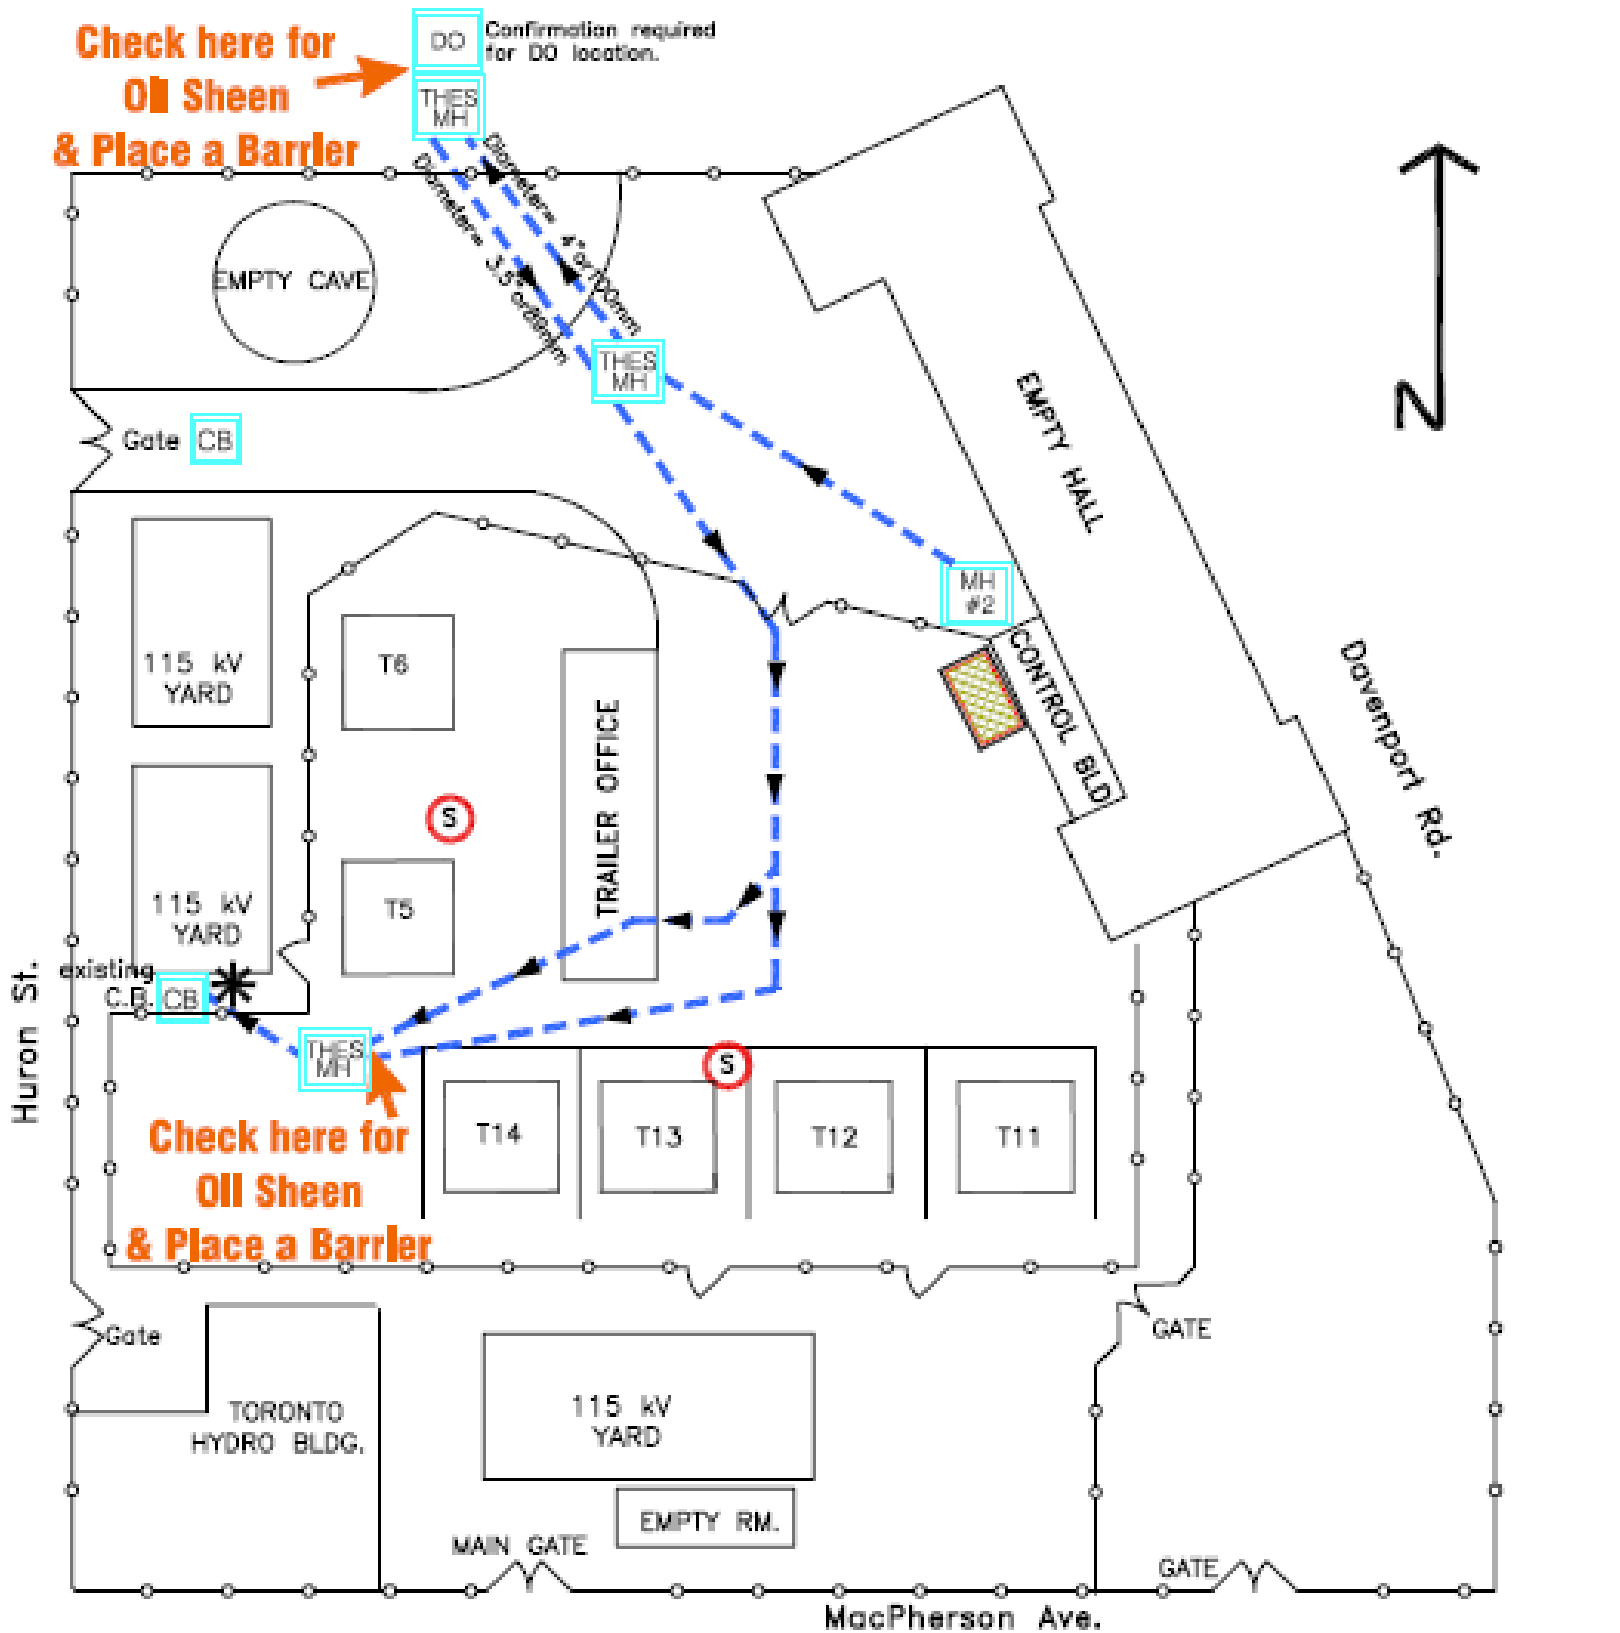 Check here for
Oil Sheen
& Place a Barrier
DO
Confirmation required
for DO location.
THES
MH
Diameter=
3.5"or89mm
Diameter=
4"or100mm
EMPTY CAVE
THES
MH
N
Gate
CB
EMPTY HALL
MH
#2
CONTROL BLD
Davenport Rd.
115 kV
YARD
T6
TRAILER OFFICE
S
115 kV
YARD
T5
existing
C.B.
CB
Huron St.
THES
MH
S
T14
T13
T12
T11
Check here for
Oil Sheen
& Place a Barrier
Gate
GATE
TORONTO
HYDRO BLDG.
115 kV
YARD
EMPTY RM.
MAIN GATE
GATE
MacPherson Ave.